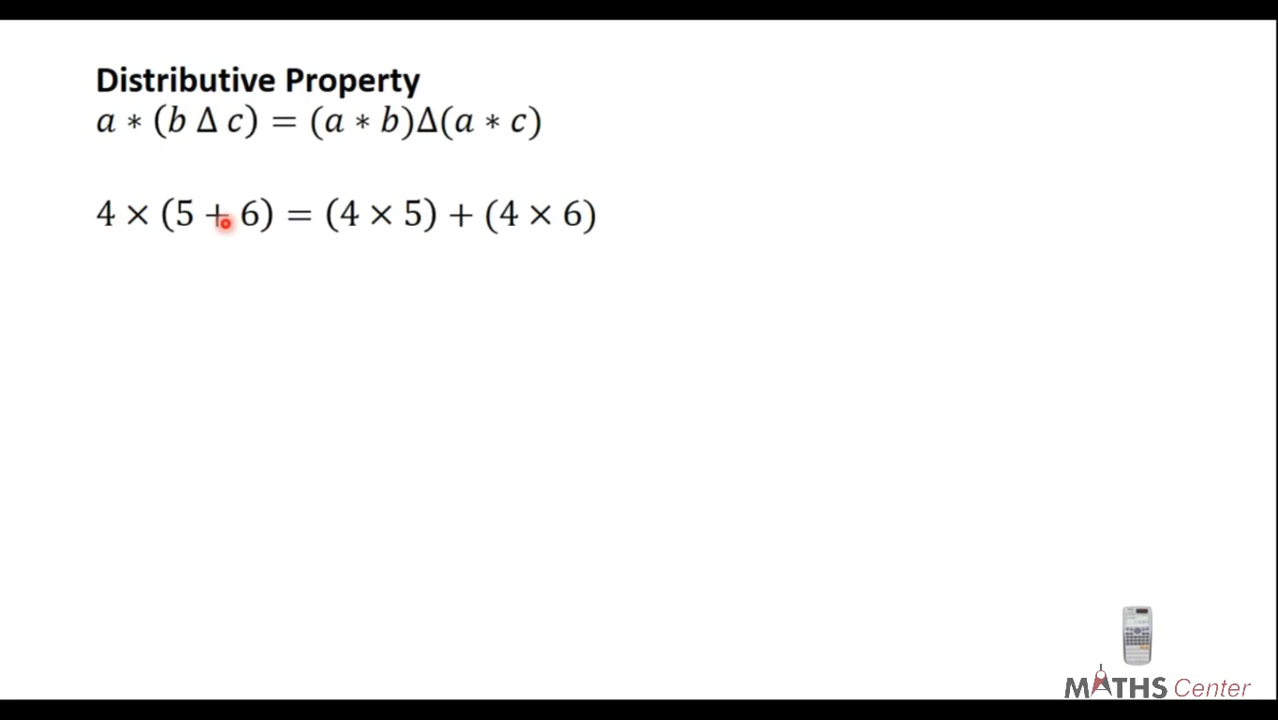 Distributive Property
a ∗ (b Δ c) = (a ∗ b)Δ(a ∗ c)
4 × (5 + 6) = (4 × 5) + (4 × 6)
MATHS Center